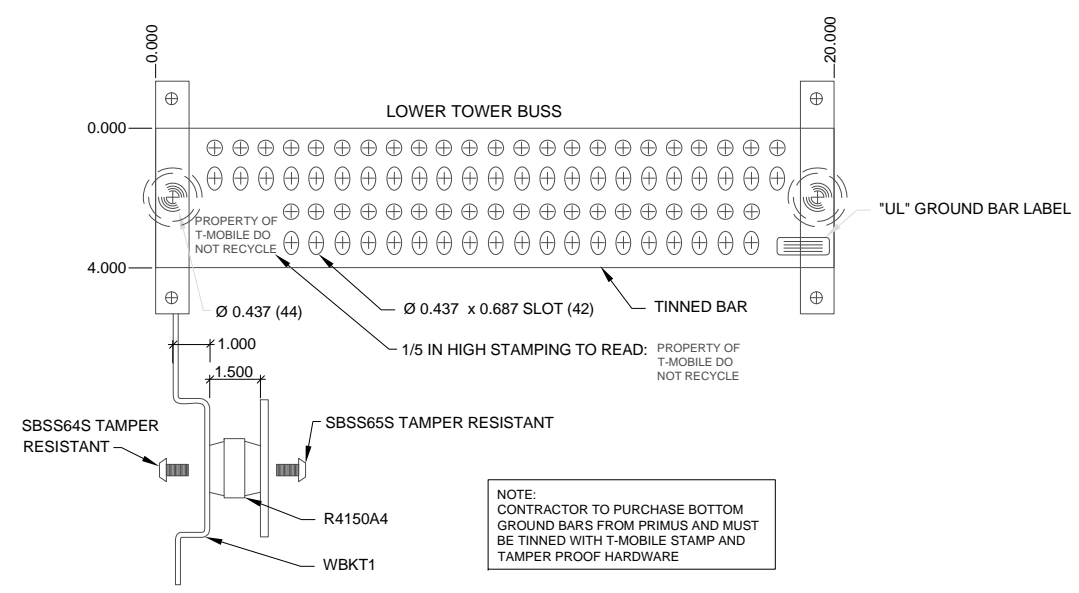 0.000
20.000
LOWER TOWER BUSS
0.000
"UL" GROUND BAR LABEL
PROPERTY OF
T-MOBILE DO
NOT RECYCLE
4.000
Ø 0.437 (44)
Ø 0.437 x 0.687 SLOT (42)
TINNED BAR
1.000
1/5 IN HIGH STAMPING TO READ:
PROPERTY OF
T-MOBILE DO
NOT RECYCLE
1.500
SBSS64S TAMPER
RESISTANT
SBSS65S TAMPER RESISTANT
R4150A4
WBKT1
NOTE:
CONTRACTOR TO PURCHASE BOTTOM
GROUND BARS FROM PRIMUS AND MUST
BE TINNED WITH T-MOBILE STAMP AND
TAMPER PROOF HARDWARE